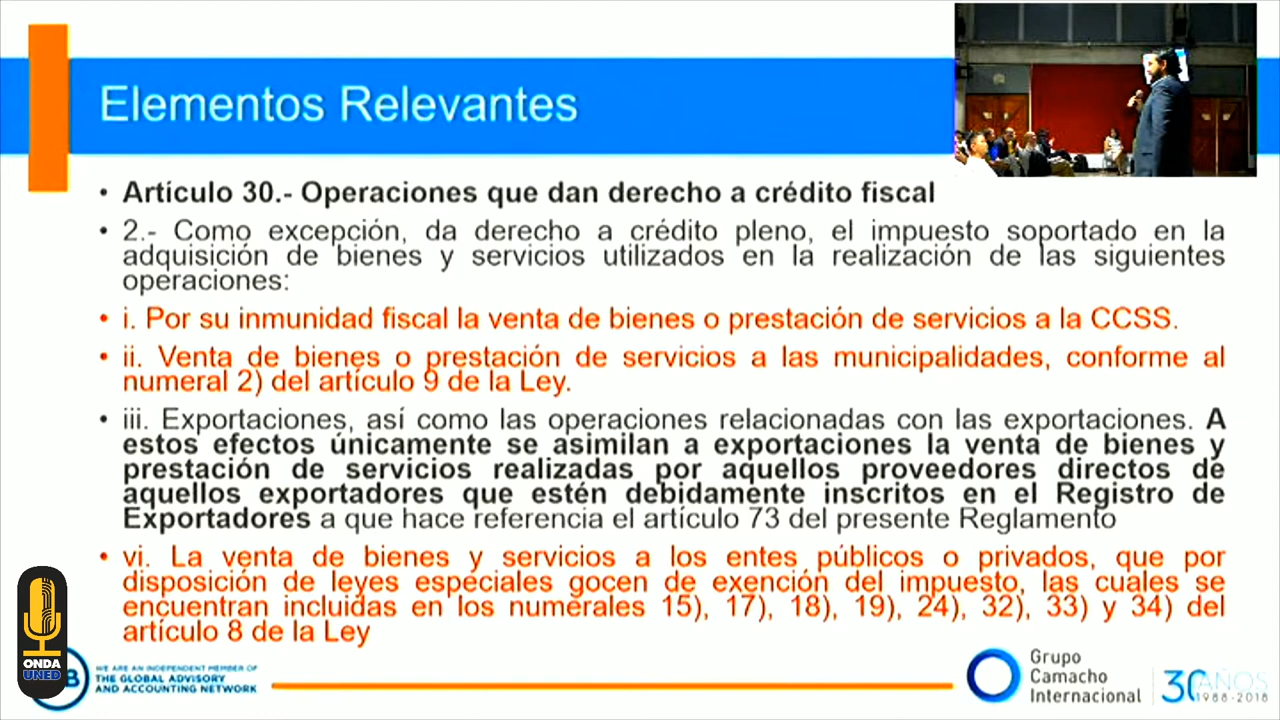 Elementos Relevantes
• Artículo 30.- Operaciones que dan derecho a crédito fiscal
• 2.- Como excepción, da derecho a crédito pleno, el impuesto soportado en la
adquisición de bienes y servicios utilizados en la realización de las siguientes
operaciones:
• i. Por su inmunidad fiscal la venta de bienes o prestación de servicios a la CCSS.
• ii. Venta de bienes o prestación de servicios a las municipalidades, conforme al
numeral 2) del artículo 9 de la Ley.
• iii. Exportaciones, así como las operaciones relacionadas con las exportaciones. A
estos efectos únicamente se asimilan a exportaciones la venta de bienes y
prestación de servicios realizadas por aquellos proveedores directos de
aquellos exportadores que estén debidamente inscritos en el Registro de
Exportadores a que hace referencia el artículo 73 del presente Reglamento
• vi. La venta de bienes y servicios a los entes públicos o privados, que por
disposición de leyes especiales gocen de exención del impuesto, las cuales se
encuentran incluidas en los numerales 15), 17), 18), 19), 24), 32), 33) y 34) del
artículo 8 de la Ley
ONDA
UNED
WE ARE AN INDEPENDENT MEMBER OF
THE GLOBAL ADVISORY
AND ACCOUNTING NETWORK
Grupo
Camacho
Internacional
30 AÑOS
1988-2018